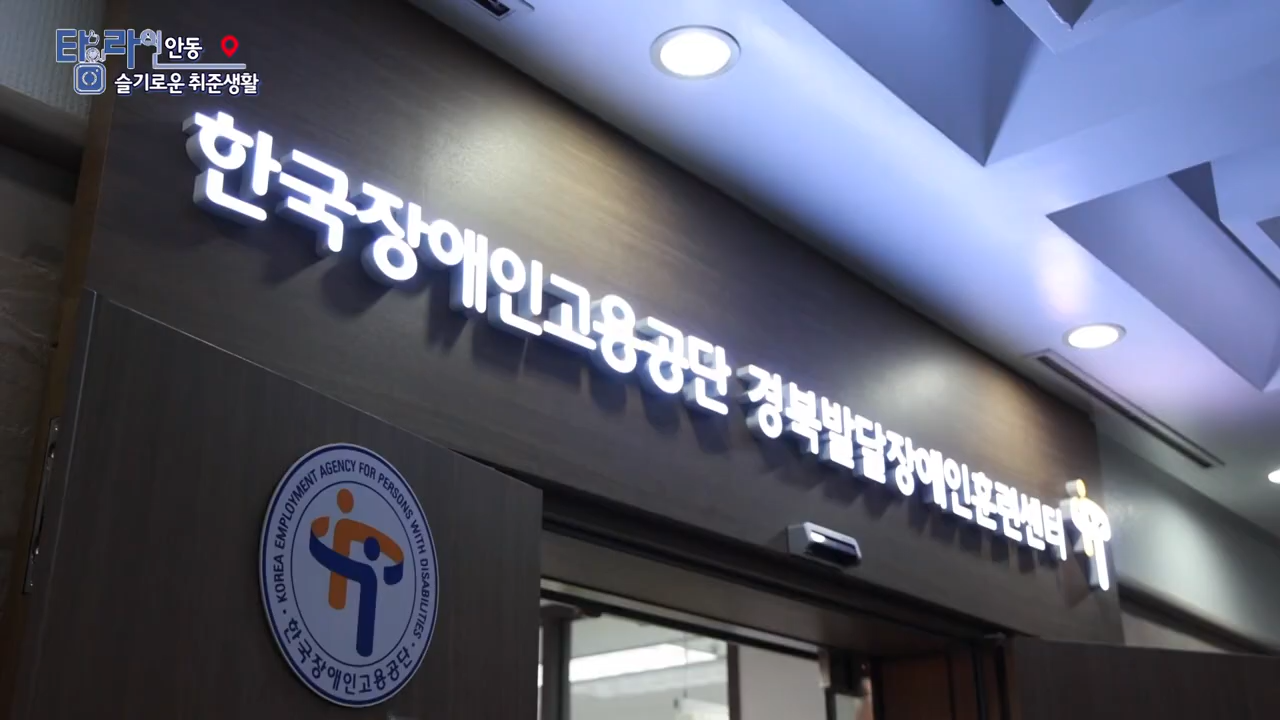 탐라이 안동
슬기로운 취준생활
한국장애인고용공단 경북발달장애인훈련센터
KOREA EMPLOYMENT AGENCY FOR PERSONS WITH DISABILITIES
한국장애인고용공단